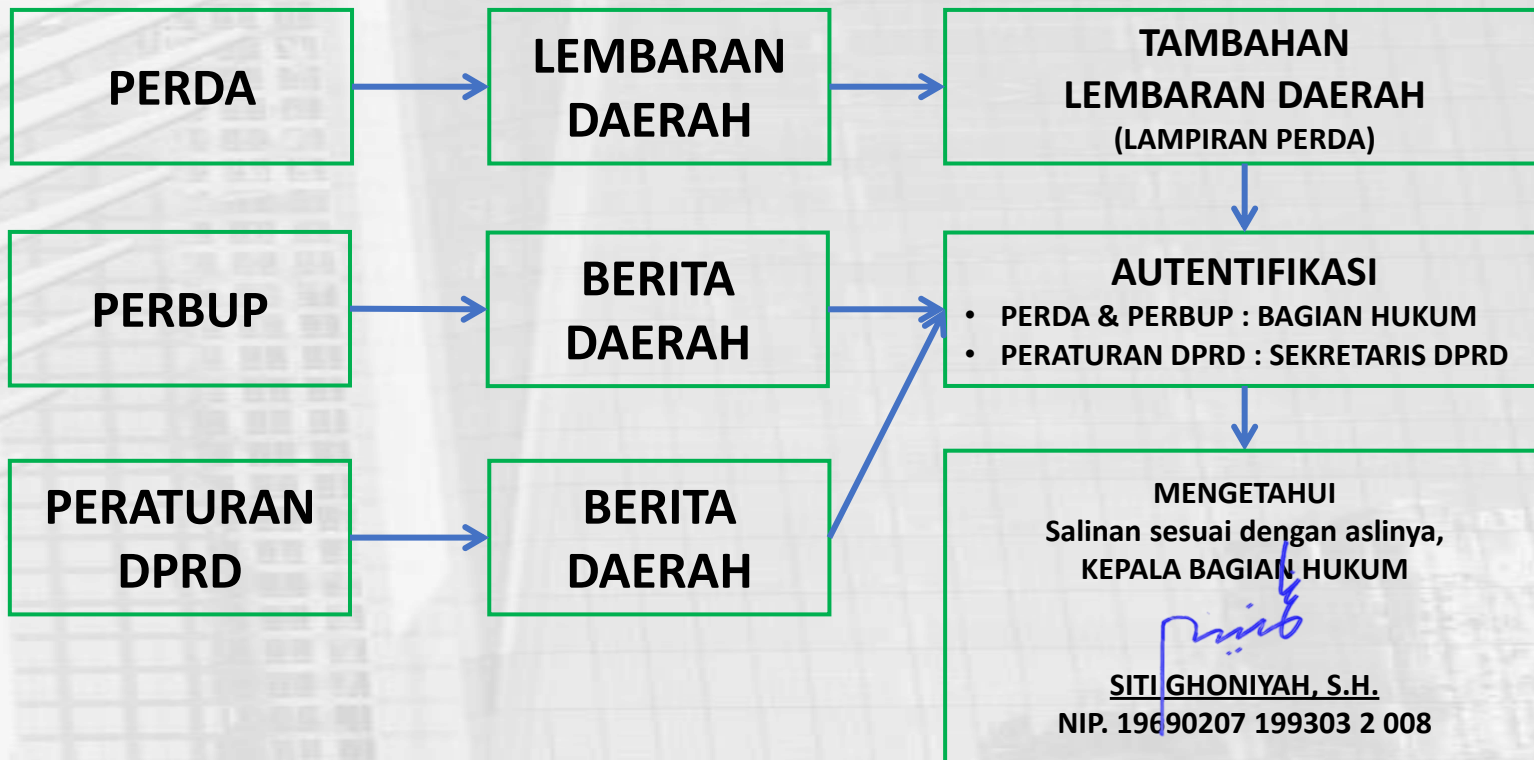 PERDA
LEMBARAN
DAERAH
TAMBAHAN
LEMBARAN DAERAH
(LAMPIRAN PERDA)
PERBUP
BERITA
DAERAH
AUTENTIFIKASI
• PERDA & PERBUP : BAGIAN HUKUM
• PERATURAN DPRD : SEKRETARIS DPRD
PERATURAN
DPRD
BERITA
DAERAH
MENGETAHUI
Salinan sesuai dengan aslinya,
KEPALA BAGIAN HUKUM
SITI GHONIYAH, S.H.
NIP. 19690207 199303 2 008